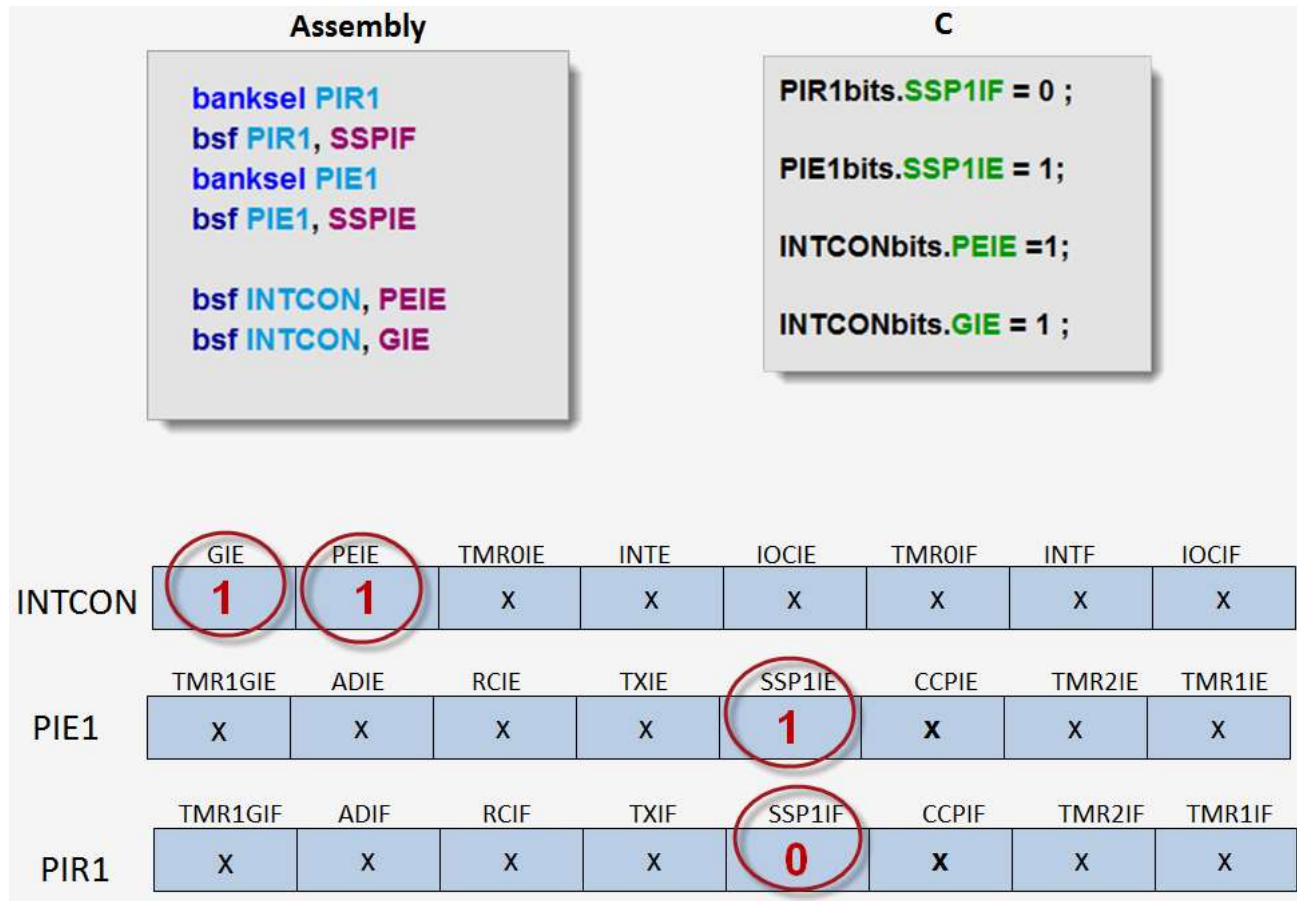 Assembly
banksel PIR1
bsf PIR1, SSPIF
banksel PIE1
bsf PIE1, SSPIE
bsf INTCON, PEIE
bsf INTCON, GIE
C
PIR1bits.SSP1IF = 0 ;
PIE1bits.SSP1IE = 1;
INTCONbits.PEIE =1;
INTCONbits.GIE = 1 ;
GIE PEIE TMR0IE INTE IOCIE TMR0IF INTF IOCIF
INTCON 1 1 x x x x x x
TMR1GIE ADIE RCIE TXIE SSP1IE CCPIE TMR2IE TMR1IE
PIE1 x x x x 1 x x x
TMR1GIF ADIF RCIF TXIF SSP1IF CCPIF TMR2IF TMR1IF
PIR1 x x x x 0 x x x